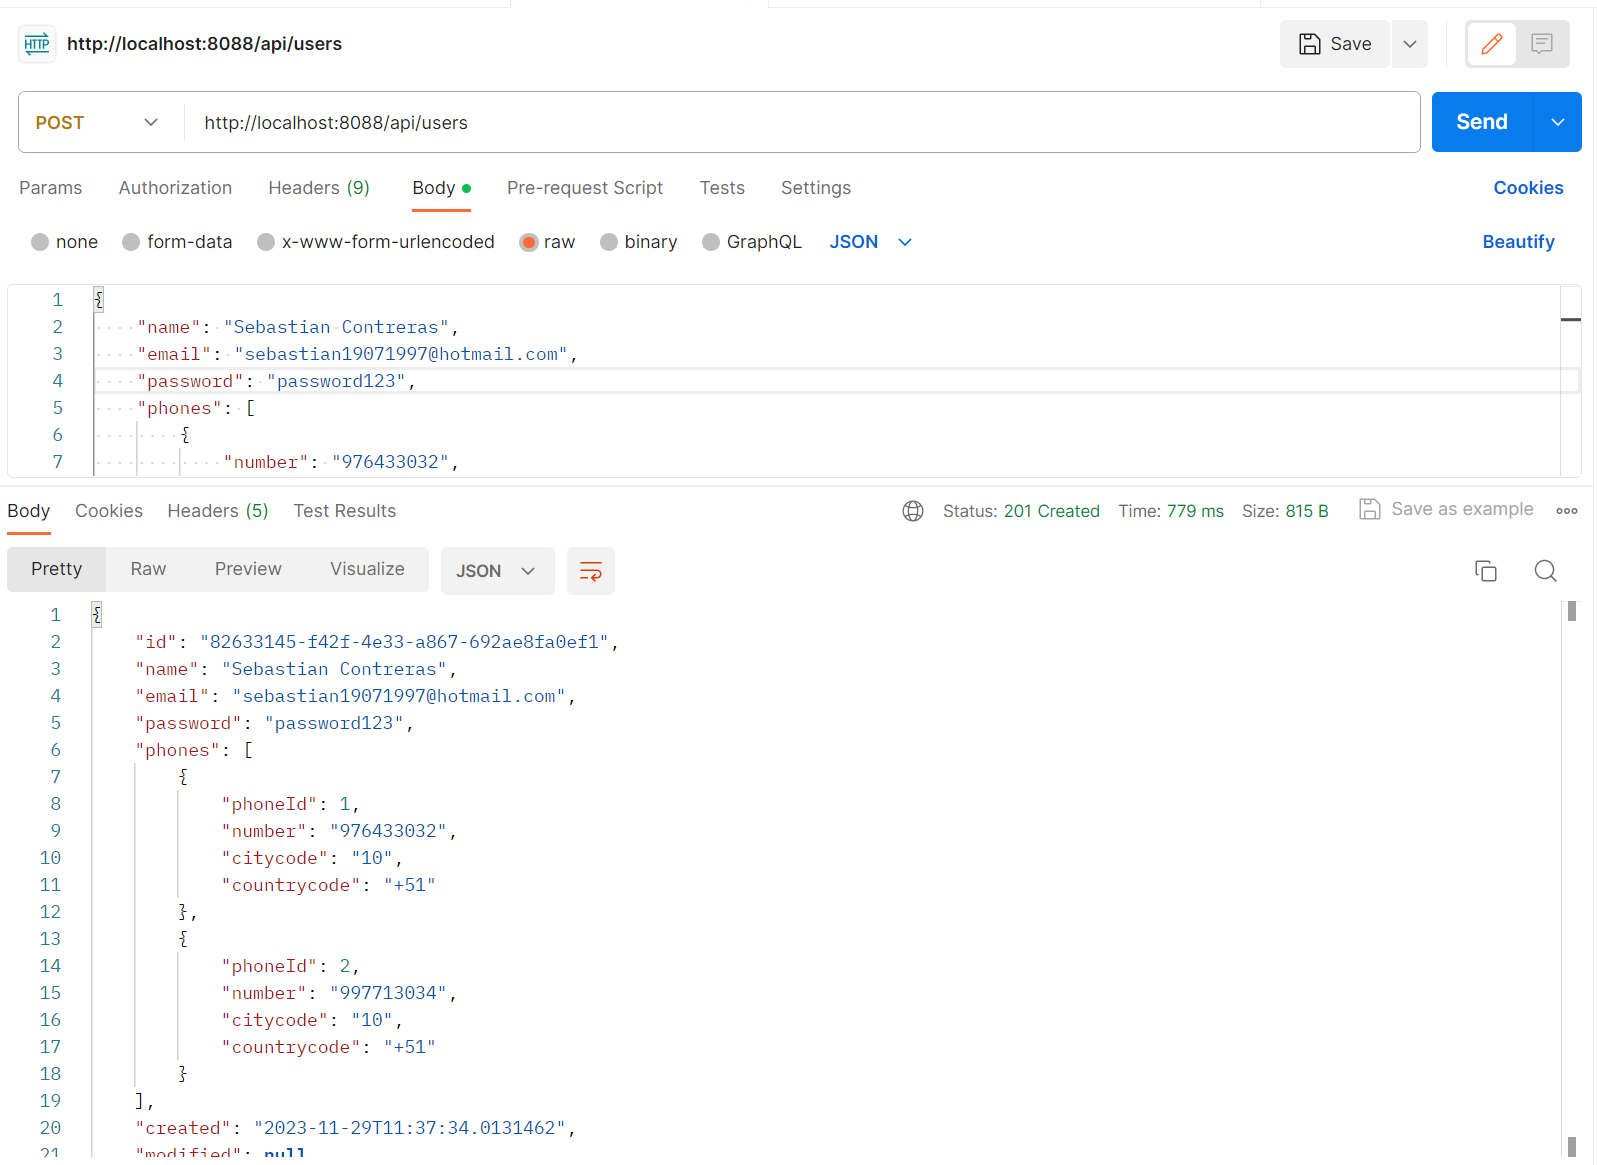 HTTP http://localhost:8088/api/users Save
POST http://localhost:8088/api/users Send
Params Authorization Headers (9) Body Pre-request Script Tests Settings Cookies
none form-data x-www-form-urlencoded raw binary GraphQL JSON Beautify
1 {
2 "name": "Sebastian Contreras",
3 "email": "sebastian19071997@hotmail.com",
4 "password": "password123",
5 "phones": [
6 {
7 "number": "976433032",
Body Cookies Headers (5) Test Results Status: 201 Created Time: 779 ms Size: 815 B Save as example
Pretty Raw Preview Visualize JSON
1 {
2 "id": "82633145-f42f-4e33-a867-692ae8fa0ef1",
3 "name": "Sebastian Contreras",
4 "email": "sebastian19071997@hotmail.com",
5 "password": "password123",
6 "phones": [
7 {
8 "phoneId": 1,
9 "number": "976433032",
10 "citycode": "10",
11 "countrycode": "+51"
12 },
13 {
14 "phoneId": 2,
15 "number": "997713034",
16 "citycode": "10",
17 "countrycode": "+51"
18 }
19 ],
20 "created": "2023-11-29T11:37:34.0131462",
21 "modified": null